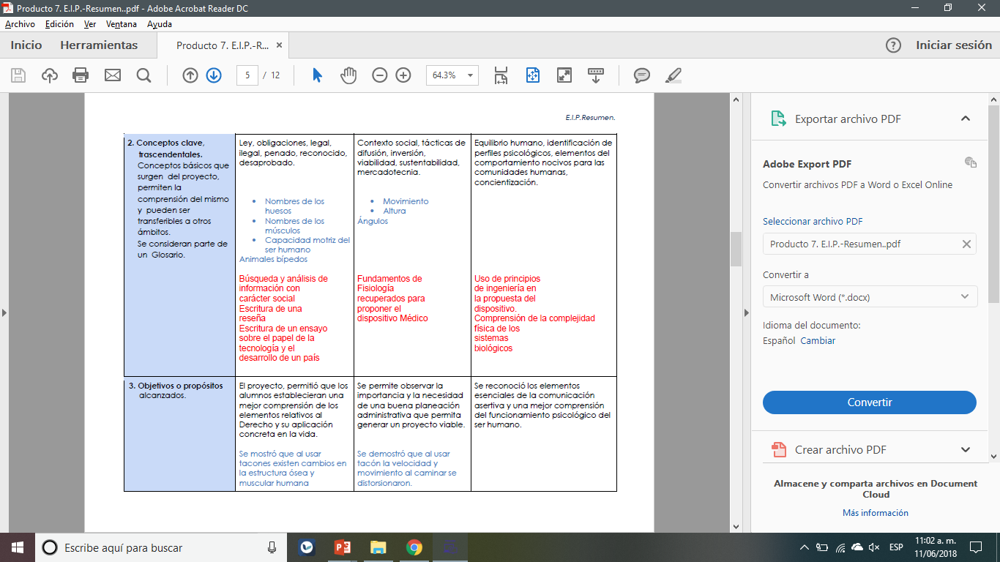 Producto 7. E.I.P.-Resumen..pdf - Adobe Acrobat Reader DC
Archivo Edición Ver Ventana Ayuda
Inicio Herramientas Producto 7. E.I.P.-R... × Iniciar sesión
5 / 12 64.3%
E.I.P.Resumen.
2. Conceptos clave,
trascendentales.
Conceptos básicos que
surgen del proyecto,
permiten la
comprensión del mismo
y pueden ser
transferibles a otros
ámbitos.
Se consideran parte de
un Glosario.
Ley, obligaciones, legal,
ilegal, penado, reconocido,
desaprobado.
• Nombres de los
huesos
• Nombres de los
músculos
• Capacidad motriz del
ser humano
Animales bípedos
Búsqueda y análisis de
información con
carácter social
Escritura de una
reseña
Escritura de un ensayo
sobre el papel de la
tecnología y el
desarrollo de un país
Contexto social, tácticas de
difusión, inversión,
viabilidad, sustentabilidad,
mercadotecnia.
• Movimiento
• Altura
Ángulos
Fundamentos de
Fisiología
recuperados para
proponer el
dispositivo Médico
Equilibrio humano, identificación de
perfiles psicológicos, elementos del
comportamiento nocivos para las
comunidades humanas,
concientización.
Uso de principios
de ingeniería en
la propuesta del
dispositivo.
Comprensión de la complejidad
física de los
sistemas
biológicos
3. Objetivos o propósitos
alcanzados.
El proyecto, permitió que los
alumnos establecieran una
mejor comprensión de los
elementos relativos al
Derecho y su aplicación
concreta en la vida.
Se mostró que al usar
tacones existen cambios en
la estructura ósea y
muscular humana
Se permite observar la
importancia y la necesidad
de una buena planeación
administrativa que permita
generar un proyecto viable.
Se demostró que al usar
tacón la velocidad y
movimiento al caminar se
distorsionaron.
Se reconoció los elementos
esenciales de la comunicación
asertiva y una mejor comprensión
del funcionamiento psicológico del
ser humano.
Exportar archivo PDF
Adobe Export PDF
Convertir archivos PDF a Word o Excel Online
Seleccionar archivo PDF
Producto 7. E.I.P.-Resumen..pdf
Convertir a
Microsoft Word (*.docx)
Idioma del documento:
Español Cambiar
Convertir
Crear archivo PDF
Almacene y comparta archivos en Document
Cloud
Más información
Escribe aquí para buscar
ESP
11:02 a. m.
11/06/2018